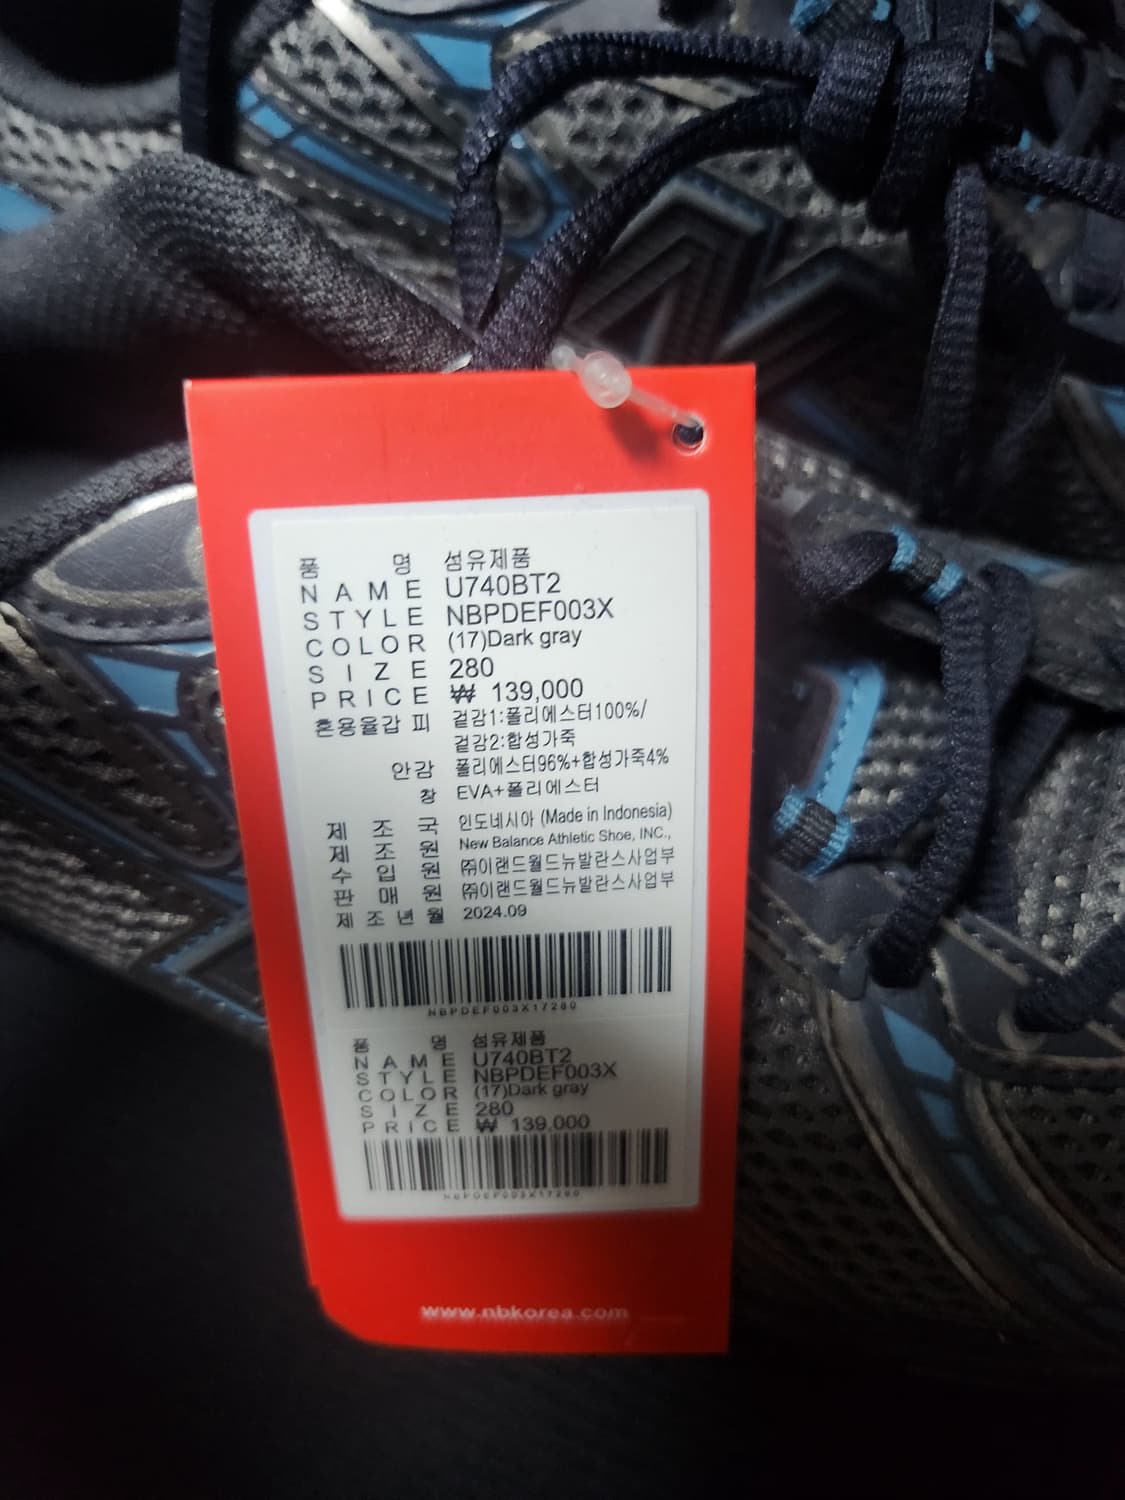 품 명 섬유제품
NAME U740BT2
STYLE NBPDEF003X
COLOR (17)Dark gray
SIZE 280
PRICE ₩ 139,000
혼용율겉 피 겉감1:폴리에스터100%/
겉감2:합성가죽
안감 폴리에스터96%+합성가죽4%
창 EVA+폴리에스터
제 조 국 인도네시아 (Made in Indonesia)
제 조 원 New Balance Athletic Shoe, INC.,
수 입 원 ㈜이랜드월드뉴발란스사업부
판 매 원 ㈜이랜드월드뉴발란스사업부
제 조 년 월 2024.09
NBPDEF003X17280
품 명 섬유제품
NAME U740BT2
STYLE NBPDEF003X
COLOR (17)Dark gray
SIZE 280
PRICE ₩ 139,000
NBPDEF003X17280
www.nbkorea.com